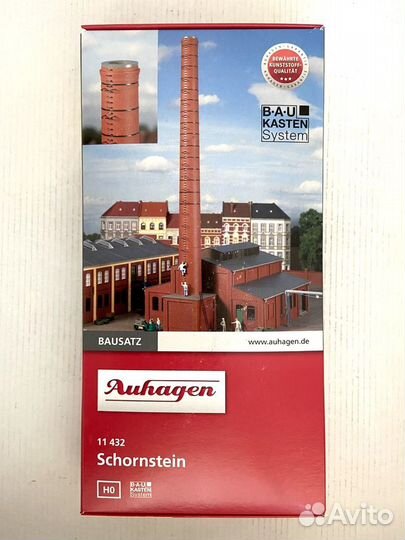 BEWÄHRTE
KUNSTSTOFF-
QUALITÄT
B·A·U
KASTEN
System
BAUSATZ
www.auhagen.de
Auhagen
11 432
Schornstein
H0
B·A·U
KASTEN
System
Avito